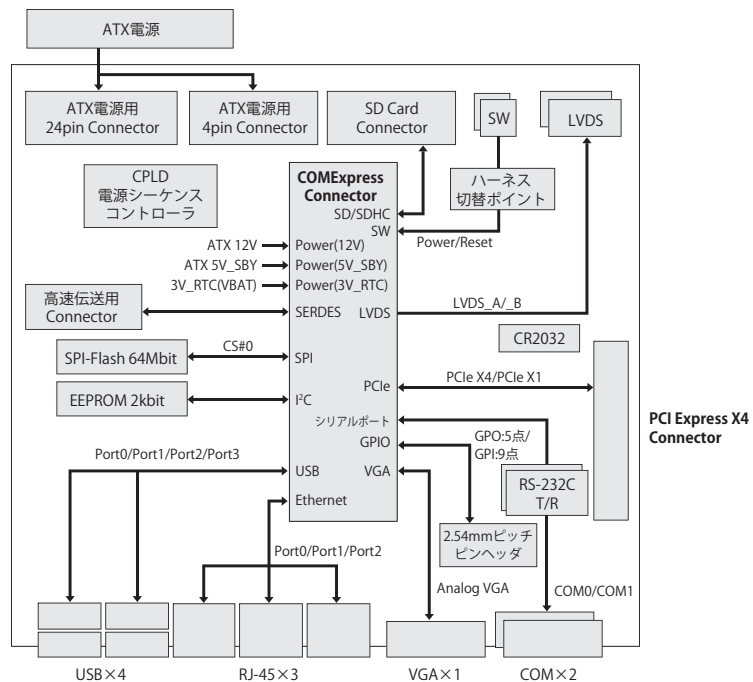 ATX電源
ATX電源用
24pin Connector
ATX電源用
4pin Connector
SD Card
Connector
SW
LVDS
CPLD
電源シーケンス
コントローラ
COMExpress
Connector
ハーネス
切替ポイント
SD/SDHC
SW
Power/Reset
ATX 12V
Power(12V)
ATX 5V_SBY
Power(5V_SBY)
3V_RTC(VBAT)
Power(3V_RTC)
高速伝送用
Connector
SERDES
LVDS
LVDS_A/_B
CR2032
SPI-Flash 64Mbit
CS#0
SPI
PCIe
PCIe X4/PCIe X1
EEPROM 2kbit
I²C
シリアルポート
PCI Express X4
Connector
GPIO
GPO:5点/
GPI:9点
Port0/Port1/Port2/Port3
USB
VGA
RS-232C
T/R
Ethernet
2.54mmピッチ
ピンヘッダ
Port0/Port1/Port2
Analog VGA
COM0/COM1
USB×4
RJ-45×3
VGA×1
COM×2